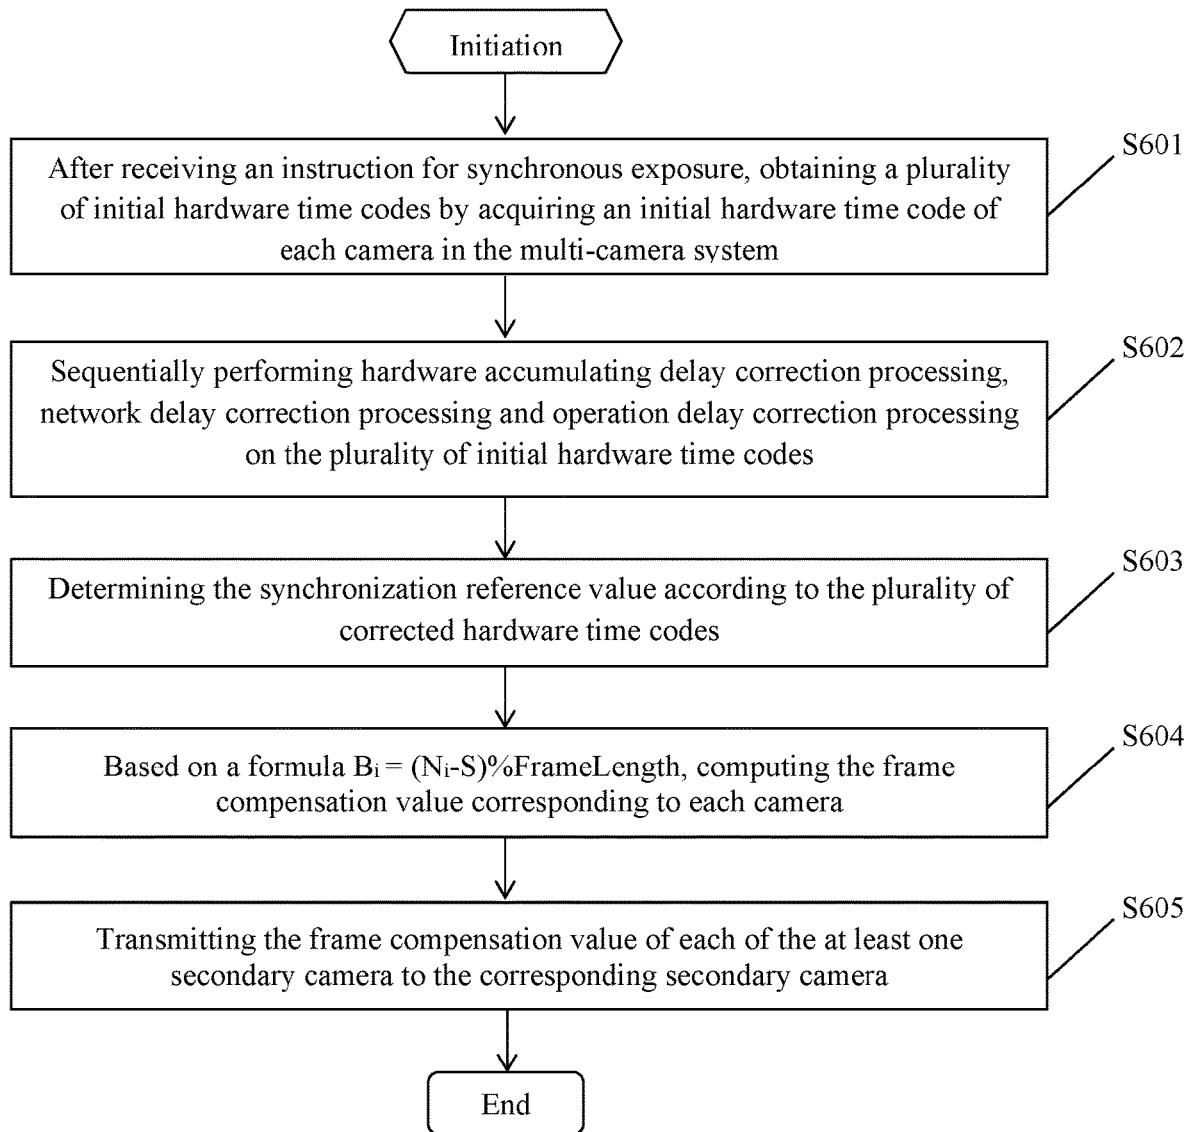 Initiation
S601
After receiving an instruction for synchronous exposure, obtaining a plurality
of initial hardware time codes by acquiring an initial hardware time code of
each camera in the multi-camera system
S602
Sequentially performing hardware accumulating delay correction processing,
network delay correction processing and operation delay correction processing
on the plurality of initial hardware time codes
S603
Determining the synchronization reference value according to the plurality of
corrected hardware time codes
S604
Based on a formula Bᵢ = (Nᵢ-S)%FrameLength, computing the frame
compensation value corresponding to each camera
S605
Transmitting the frame compensation value of each of the at least one
secondary camera to the corresponding secondary camera
End